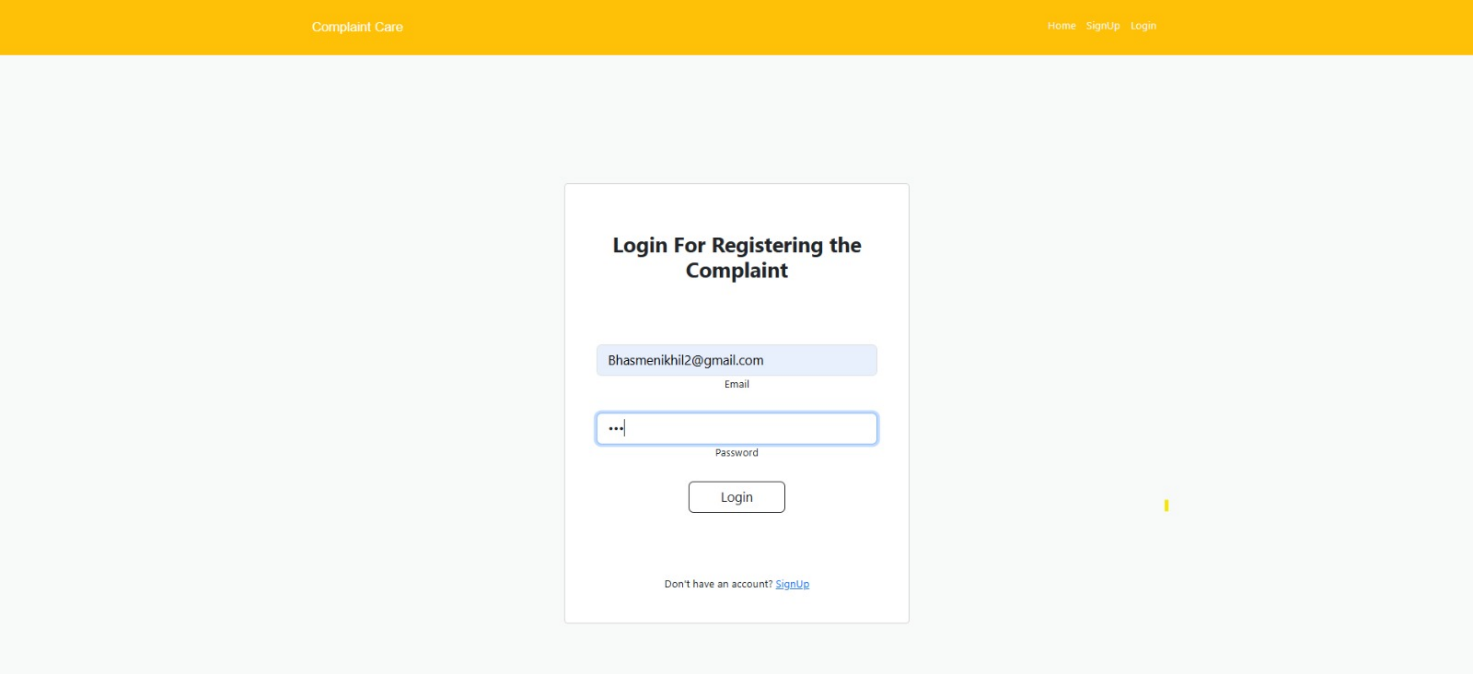 Complaint Care
Home SignUp Login
Login For Registering the
Complaint
Bhasmenikhil2@gmail.com
Email
•••
Password
Login
Don't have an account? SignUp